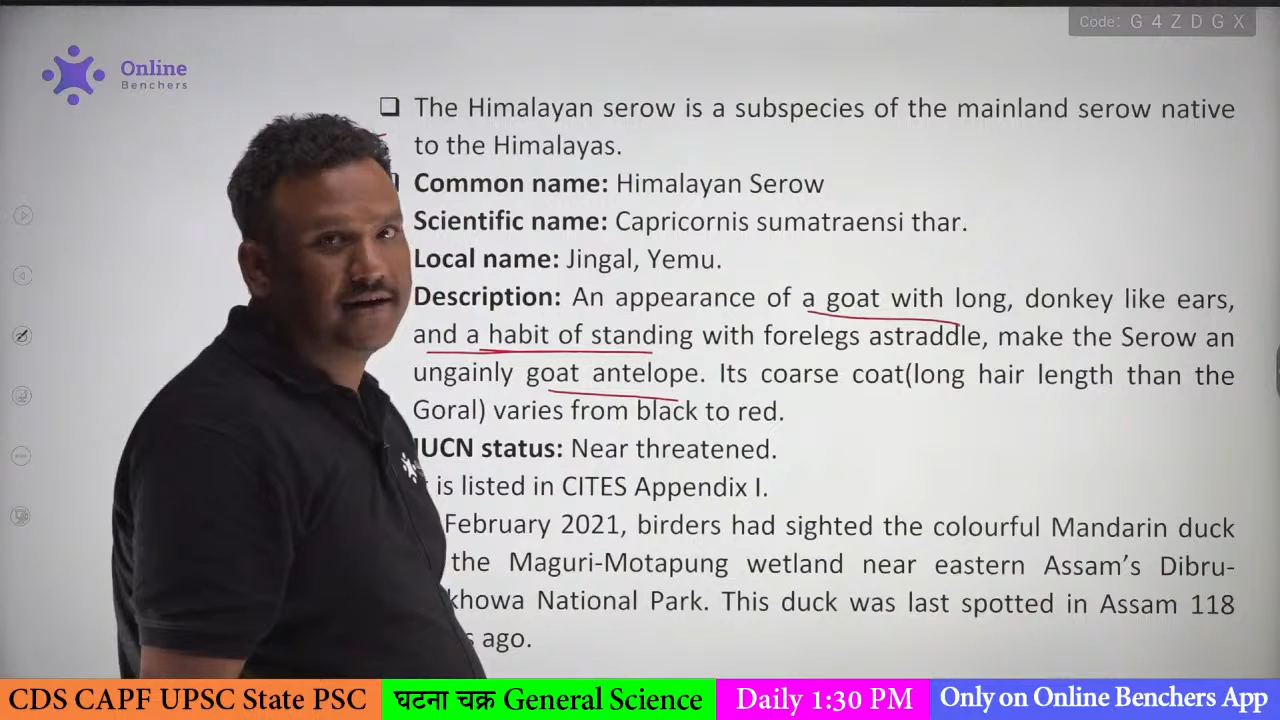 Code: G 4 Z D G X
Online
Benchers
The Himalayan serow is a subspecies of the mainland serow native
to the Himalayas.
Common name: Himalayan Serow
Scientific name: Capricornis sumatraensi thar.
Local name: Jingal, Yemu.
Description: An appearance of a goat with long, donkey like ears,
and a habit of standing with forelegs astraddle, make the Serow an
ungainly goat antelope. Its coarse coat(long hair length than the
Goral) varies from black to red.
IUCN status: Near threatened.
is listed in CITES Appendix I.
February 2021, birders had sighted the colourful Mandarin duck
the Maguri-Motapung wetland near eastern Assam’s Dibru-
khowa National Park. This duck was last spotted in Assam 118
ago.
CDS CAPF UPSC State PSC घटना चक्र General Science Daily 1:30 PM Only on Online Benchers App